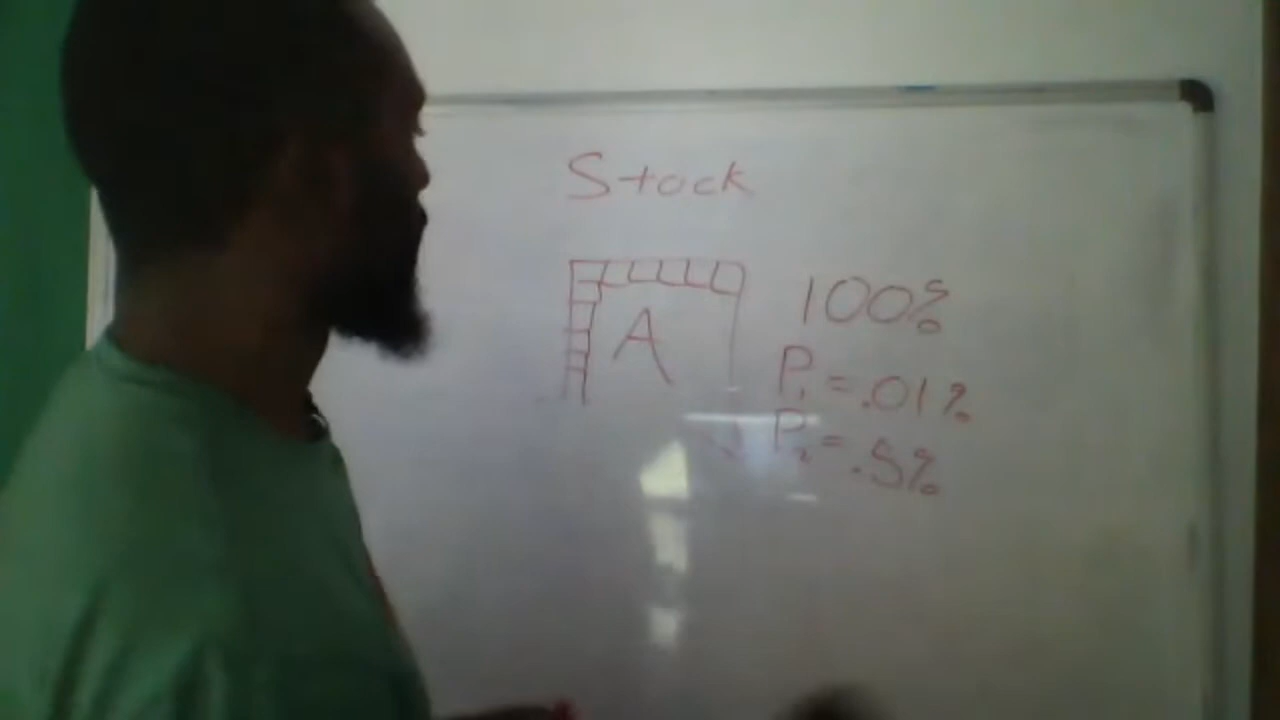 Stock
A
100%
P1 = .01%
P2 = .5%